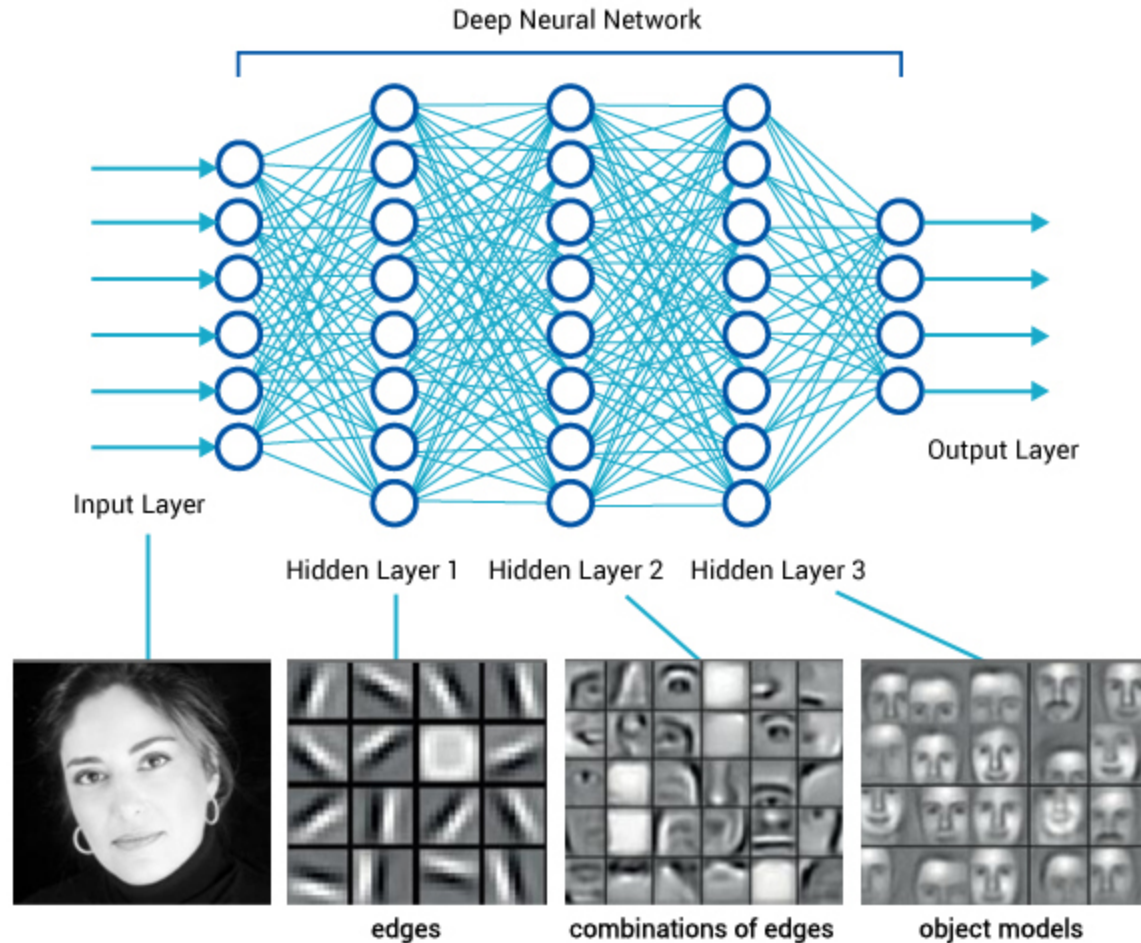 Deep Neural Network
Output Layer
Input Layer
Hidden Layer 1
Hidden Layer 2
Hidden Layer 3
edges
combinations of edges
object models